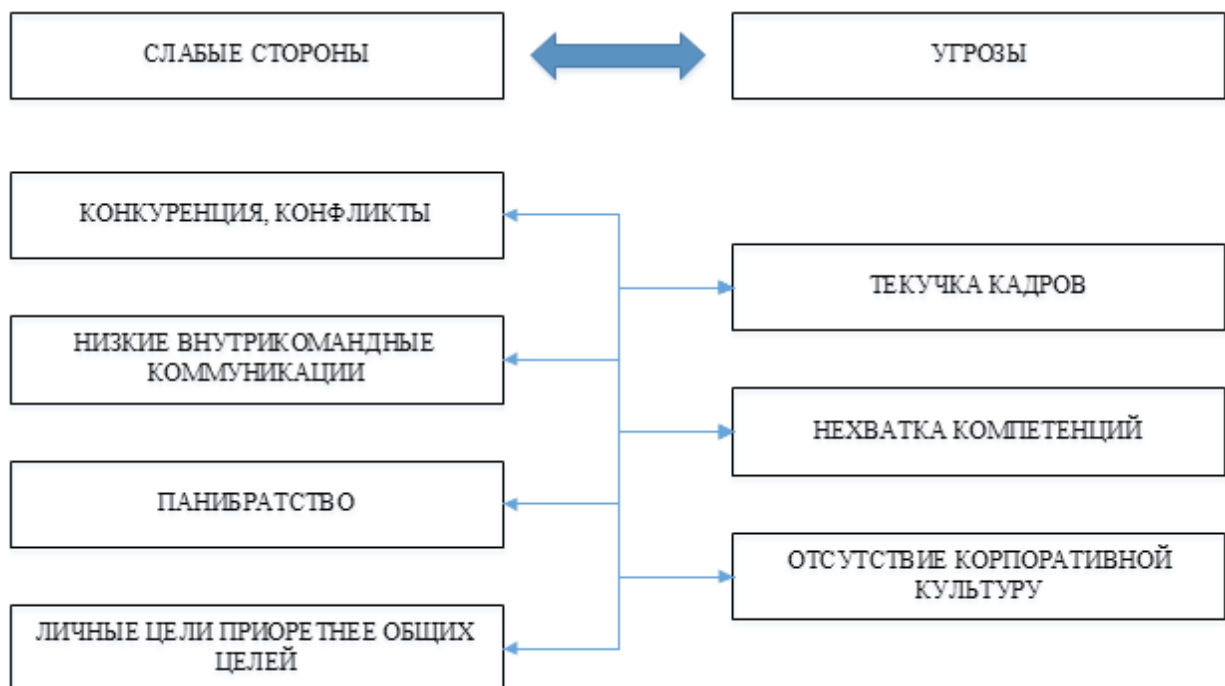 СЛАБЫЕ СТОРОНЫ
УГРОЗЫ
КОНКУРЕНЦИЯ, КОНФЛИКТЫ
ТЕКУЧКА КАДРОВ
НИЗКИЕ ВНУТРИКОМАНДНЫЕ
КОММУНИКАЦИИ
НЕХВАТКА КОМПЕТЕНЦИЙ
ПАНИБРАТСТВО
ОТСУТСТВИЕ КОРПОРАТИВНОЙ
КУЛЬТУРУ
ЛИЧНЫЕ ЦЕЛИ ПРИОРЕТНЕЕ ОБЩИХ
ЦЕЛЕЙ